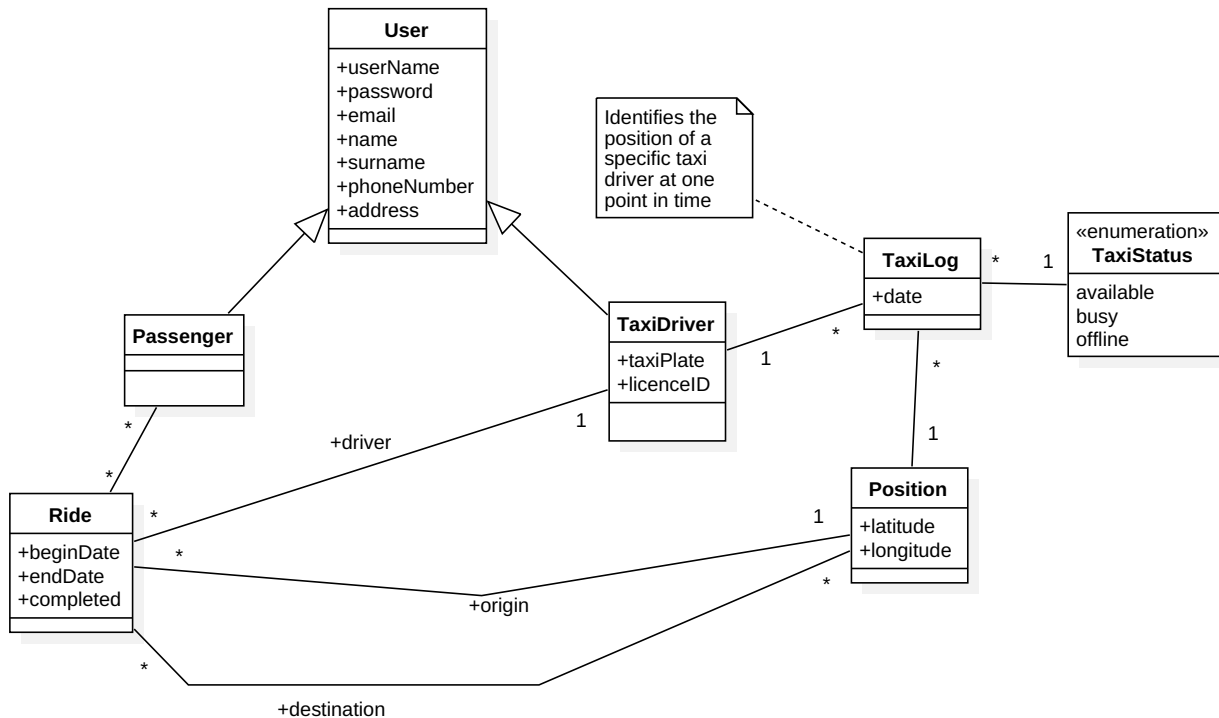 User
+userName
+password
+email
+name
+surname
+phoneNumber
+address
Identifies the
position of a
specific taxi
driver at one
point in time
«enumeration»
TaxiStatus
available
busy
offline
TaxiLog
+date
*
1
Passenger
TaxiDriver
+taxiPlate
+licenceID
1
*
*
1
*
*
+driver
1
*
Ride
+beginDate
+endDate
+completed
Position
+latitude
+longitude
*
+origin
1
*
+destination
*